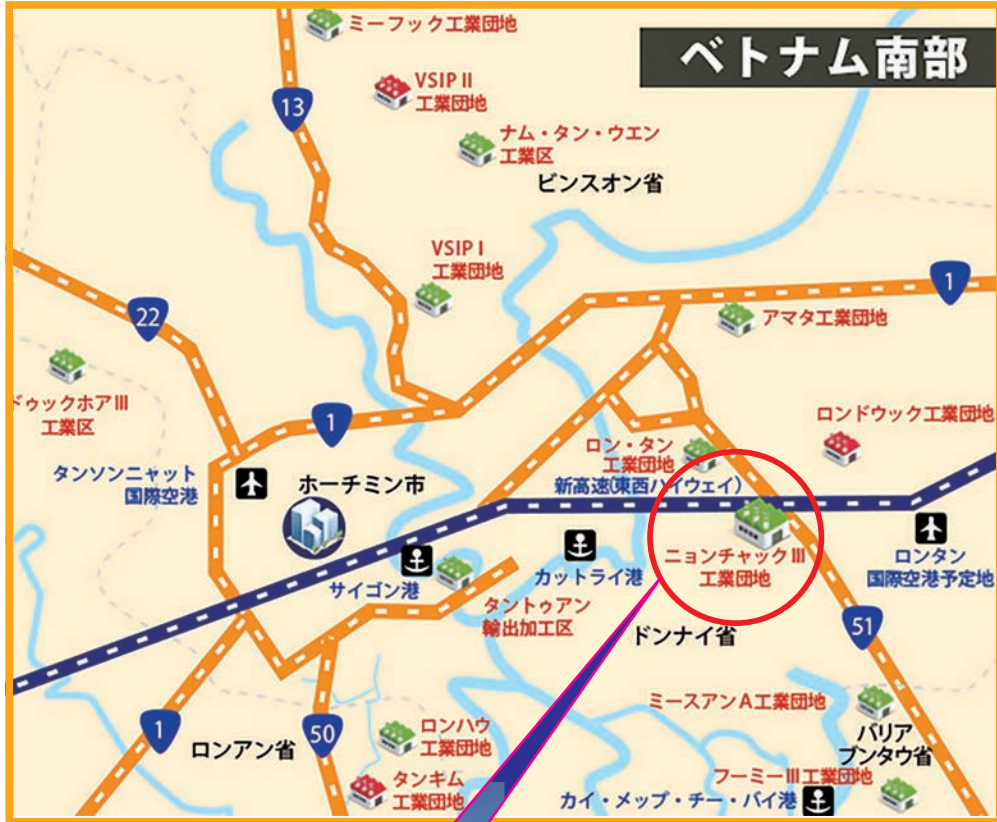 ミーフック工業団地
ベトナム南部
VSIP II
工業団地
13
ナム・タン・ウエン
工業区
ビンスオン省
VSIP I
工業団地
1
22
アマタ工業団地
ドゥックホアⅢ
工業区
1
ロンドウック工業団地
ロン・タン
工業団地
タンソンニャット
国際空港
ホーチミン市
新高速(東西ハイウェイ)
サイゴン港
カットライ港
ニョンチャックⅢ
工業団地
ロンタン
国際空港予定地
タントゥアン
輸出加工区
ドンナイ省
51
ミースアンA工業団地
1
ロンアン省
50
ロンハウ
工業団地
バリア
ブンタウ省
タンキム
工業団地
フーミーⅢ工業団地
カイ・メップ・チー・バイ港